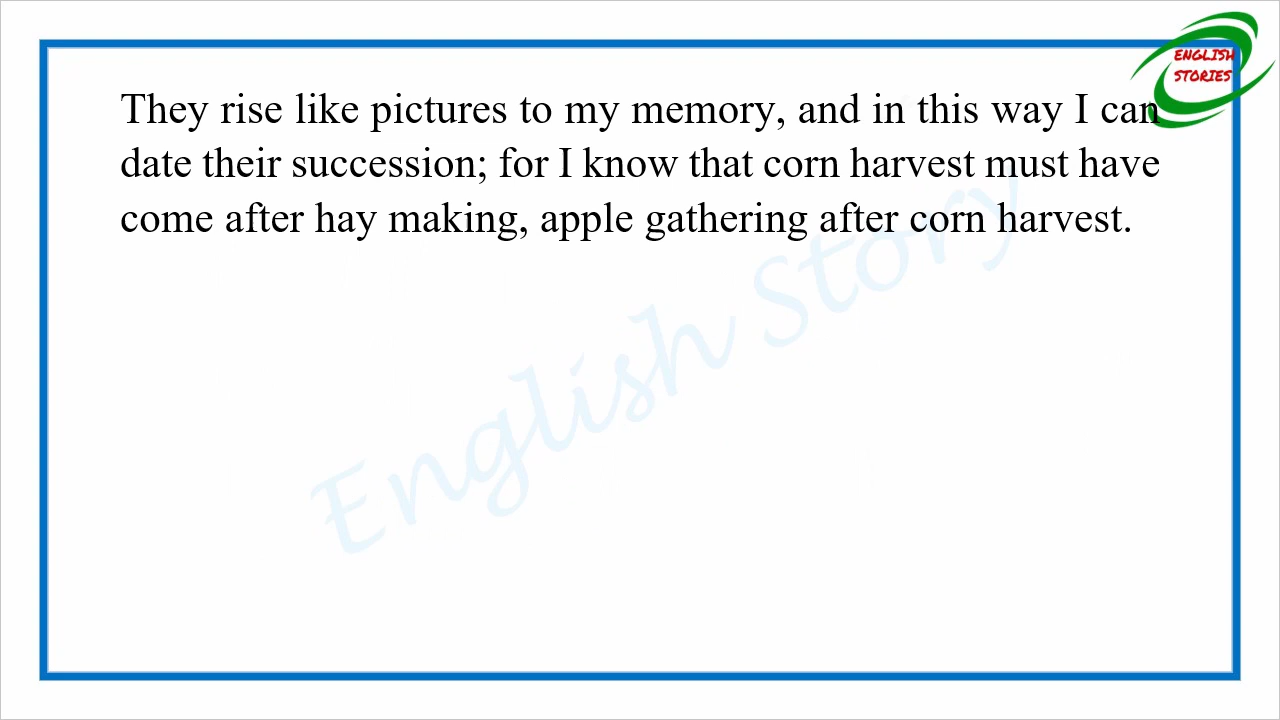 ENGLISH
STORIES
They rise like pictures to my memory, and in this way I can
date their succession; for I know that corn harvest must have
come after hay making, apple gathering after corn harvest.
English Story